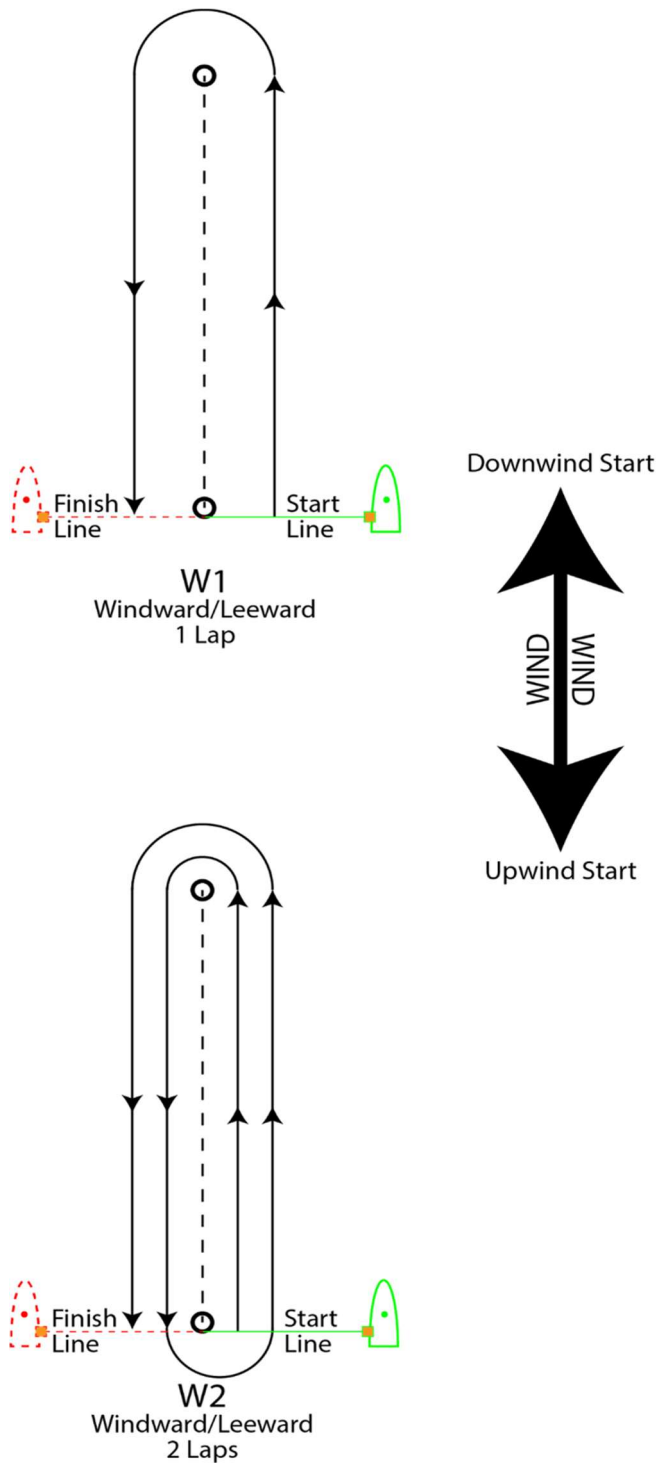 Finish
Line
Start
Line
W1
Windward/Leeward
1 Lap
Downwind Start
WIND
WIND
Upwind Start
Finish
Line
Start
Line
W2
Windward/Leeward
2 Laps